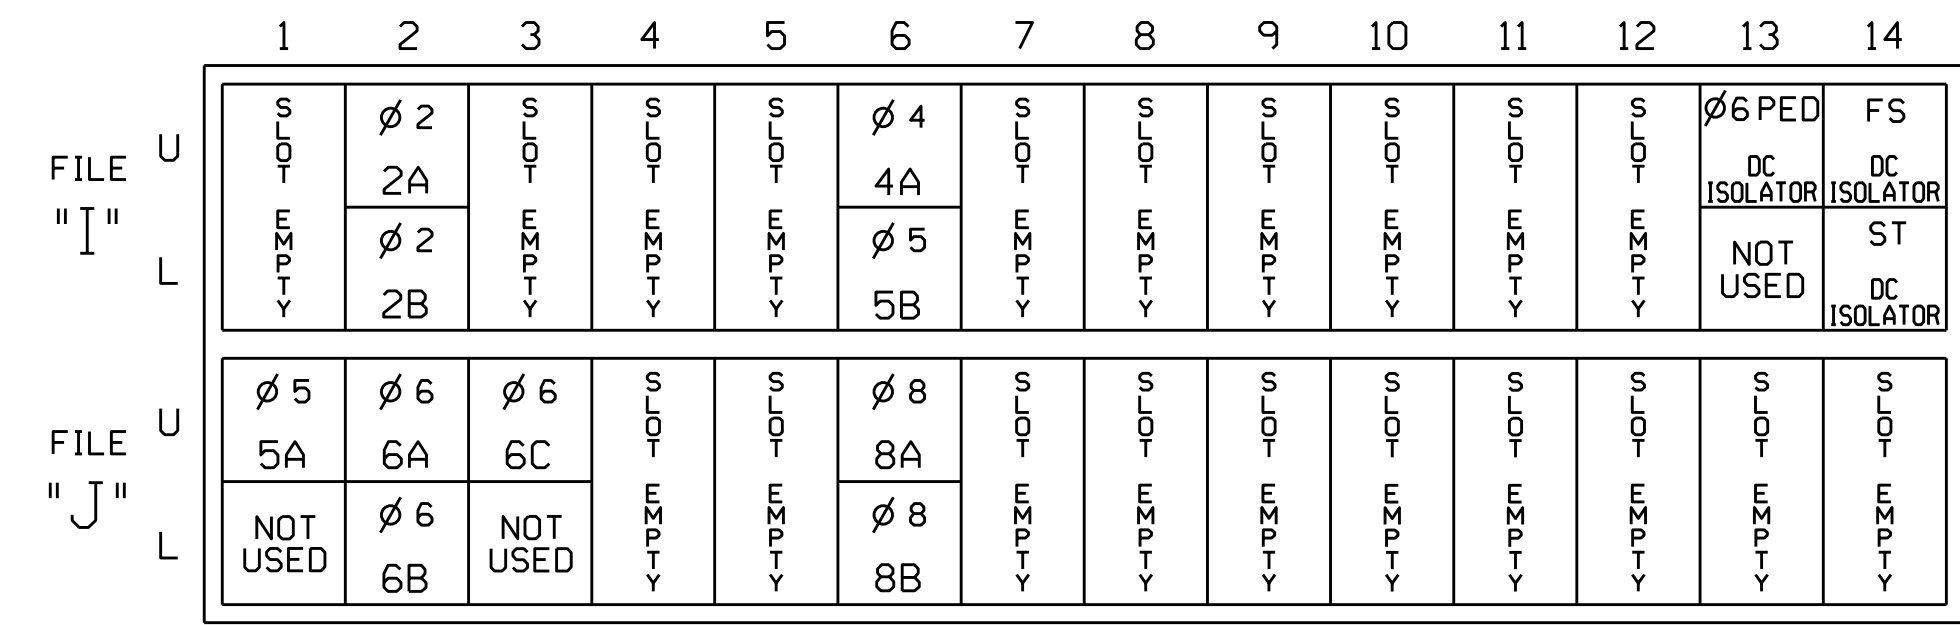 1 2 3 4 5 6 7 8 9 10 11 12 13 14
FILE
"I"
U
L
SLOT EMPTY
Ø 2
2A
Ø 2
2B
SLOT EMPTY
SLOT EMPTY
SLOT EMPTY
Ø 4
4A
Ø 5
5B
SLOT EMPTY
SLOT EMPTY
SLOT EMPTY
SLOT EMPTY
SLOT EMPTY
SLOT EMPTY
Ø6 PED
DC
ISOLATOR
NOT
USED
FS
DC
ISOLATOR
ST
DC
ISOLATOR
FILE
"J"
U
L
Ø 5
5A
NOT
USED
Ø 6
6A
Ø 6
6B
Ø 6
6C
NOT
USED
SLOT EMPTY
SLOT EMPTY
Ø 8
8A
Ø 8
8B
SLOT EMPTY
SLOT EMPTY
SLOT EMPTY
SLOT EMPTY
SLOT EMPTY
SLOT EMPTY
SLOT EMPTY
SLOT EMPTY